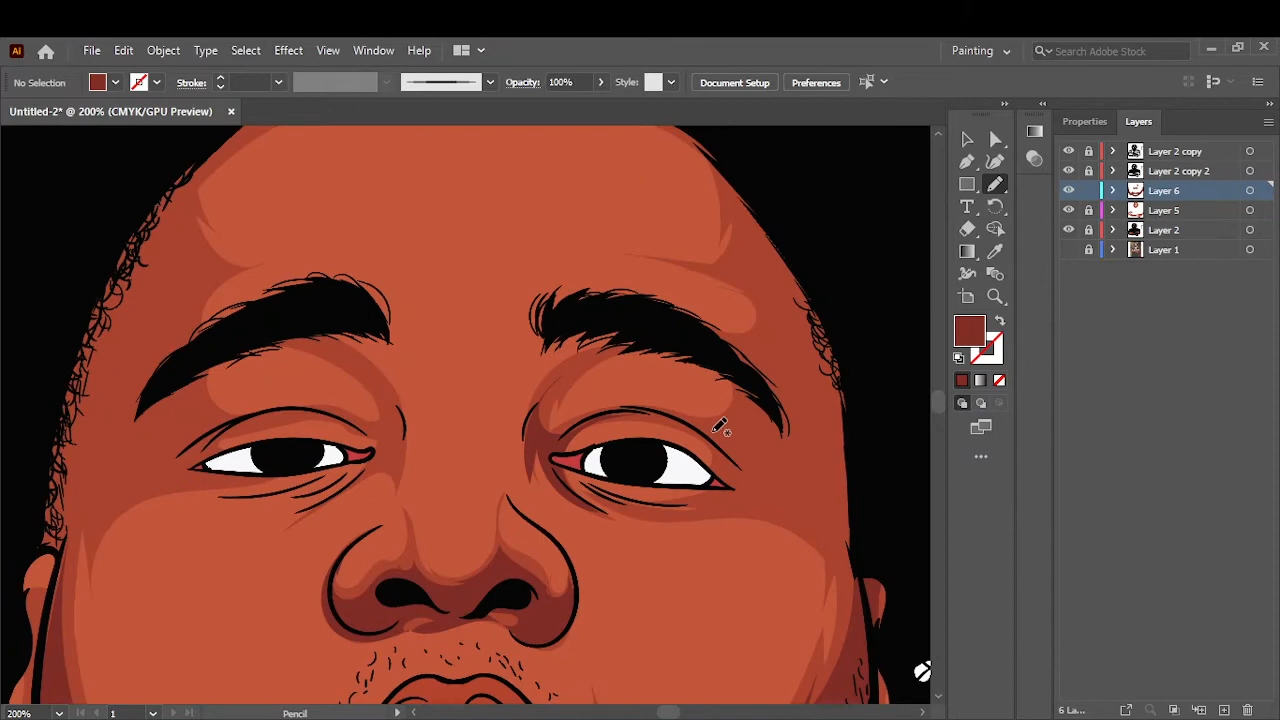 Ai File Edit Object Type Select Effect View Window Help Painting Search Adobe Stock
No Selection Stroke: Opacity: 100% Style: Document Setup Preferences
Untitled-2* @ 200% (CMYK/GPU Preview)
Properties Layers
Layer 2 copy
Layer 2 copy 2
Layer 6
Layer 5
Layer 2
Layer 1
200% 1 Pencil 6 La...